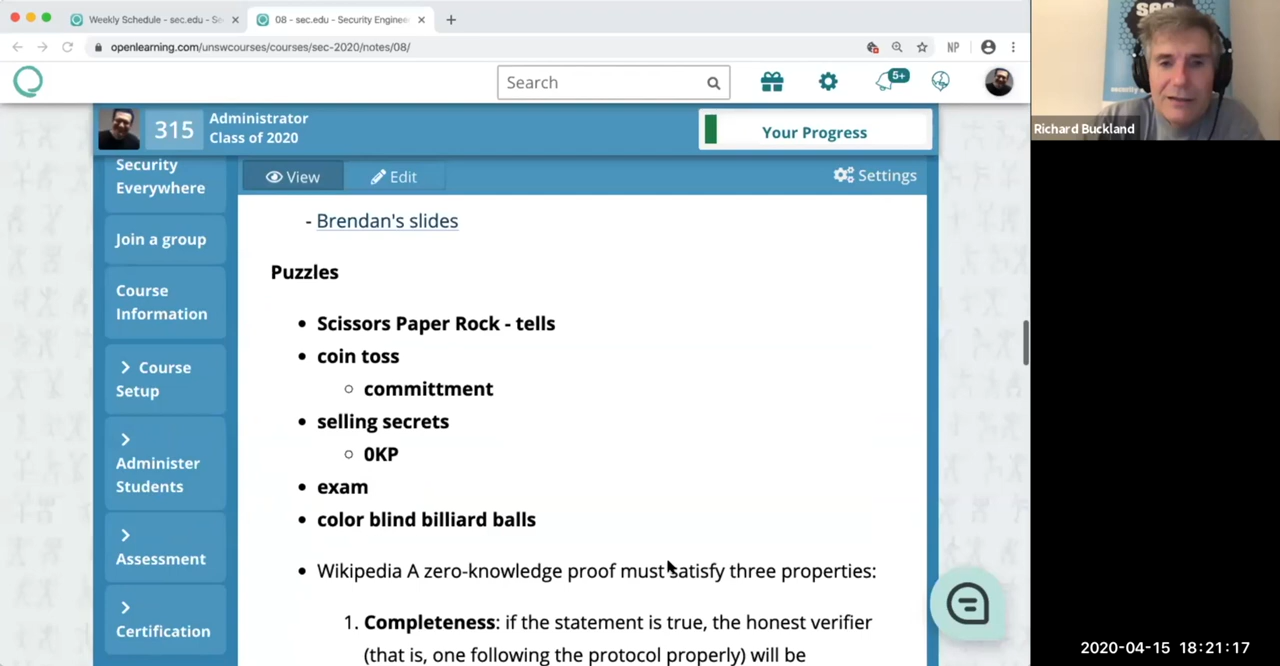 Weekly Schedule - sec.edu - Se
08 - sec.edu - Security Enginee
openlearning.com/unswcourses/courses/sec-2020/notes/08/
NP
Search
5+
315
Administrator
Class of 2020
Your Progress
Security
Everywhere
Join a group
Course
Information
Course
Setup
Administer
Students
Assessment
Certification
View
Edit
Settings
- Brendan's slides
Puzzles
• Scissors Paper Rock - tells
• coin toss
○ committment
• selling secrets
○ 0KP
• exam
• color blind billiard balls
• Wikipedia A zero-knowledge proof must satisfy three properties:
1. Completeness: if the statement is true, the honest verifier
(that is, one following the protocol properly) will be
sec
security
Richard Buckland
2020-04-15 18:21:17